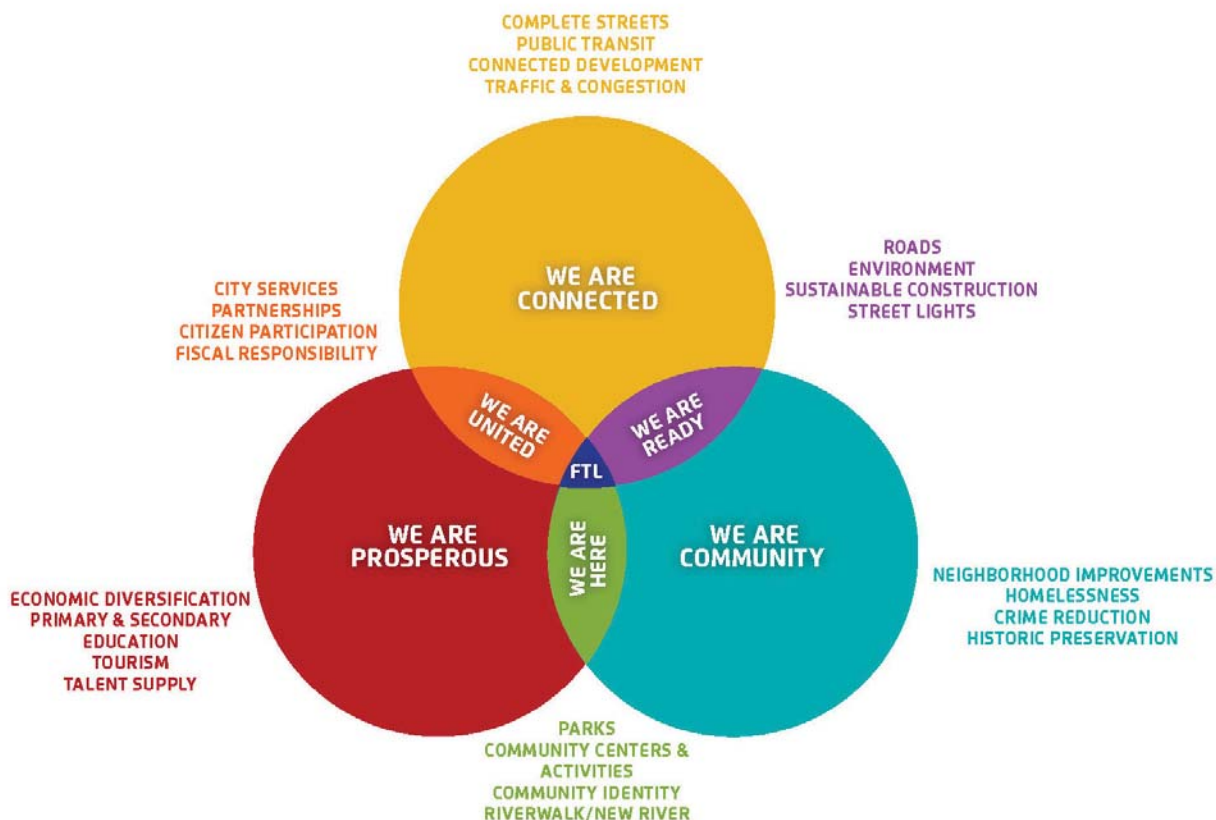 COMPLETE STREETS
PUBLIC TRANSIT
CONNECTED DEVELOPMENT
TRAFFIC & CONGESTION
WE ARE
CONNECTED
ROADS
ENVIRONMENT
SUSTAINABLE CONSTRUCTION
STREET LIGHTS
CITY SERVICES
PARTNERSHIPS
CITIZEN PARTICIPATION
FISCAL RESPONSIBILITY
WE ARE
UNITED
WE ARE
READY
FTL
WE ARE
PROSPEROUS
WE ARE
HERE
WE ARE
COMMUNITY
ECONOMIC DIVERSIFICATION
PRIMARY & SECONDARY
EDUCATION
TOURISM
TALENT SUPPLY
NEIGHBORHOOD IMPROVEMENTS
HOMELESSNESS
CRIME REDUCTION
HISTORIC PRESERVATION
PARKS
COMMUNITY CENTERS &
ACTIVITIES
COMMUNITY IDENTITY
RIVERWALK/NEW RIVER